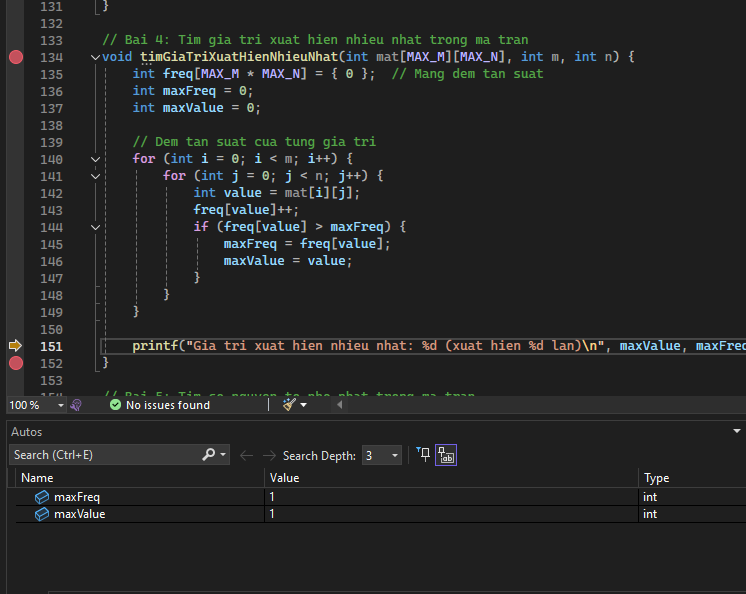 131 }
132
133 // Bai 4: Tim gia tri xuat hien nhieu nhat trong ma tran
134 void timGiaTriXuatHienNhieuNhat(int mat[MAX_M][MAX_N], int m, int n) {
135 int freq[MAX_M * MAX_N] = { 0 }; // Mang dem tan suat
136 int maxFreq = 0;
137 int maxValue = 0;
138
139 // Dem tan suat cua tung gia tri
140 for (int i = 0; i < m; i++) {
141 for (int j = 0; j < n; j++) {
142 int value = mat[i][j];
143 freq[value]++;
144 if (freq[value] > maxFreq) {
145 maxFreq = freq[value];
146 maxValue = value;
147 }
148 }
149 }
150
151 printf("Gia tri xuat hien nhieu nhat: %d (xuat hien %d lan)\n", maxValue, maxFreq
152 }
153
154 // Bai 5: Tim so nguyen to nho nhat trong ma tran
100 % No issues found
Autos
Search (Ctrl+E) Search Depth: 3
Name Value Type
maxFreq 1 int
maxValue 1 int